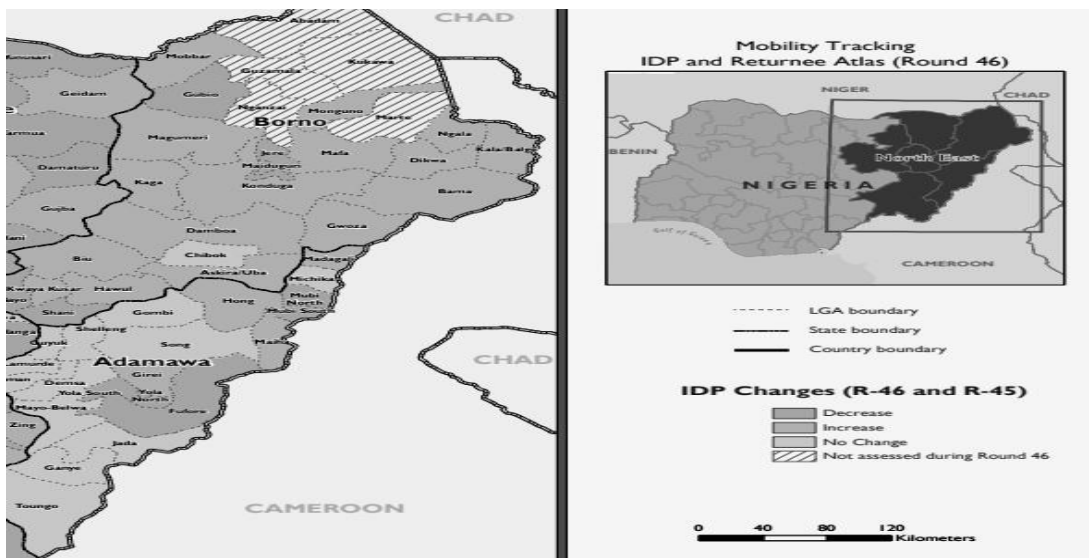 CHAD
Abadam
Mobbar
Kukawa
Guzamala
Geidam
Gubio
Nganzai
Monguno
Marte
Borno
Magumeri
Ngala
Kala/Balge
Jere
Mafa
Dikwa
Damaturu
Maiduguri
Kaga
Konduga
Bama
Gujba
Damboa
Gwoza
Chibok
Biu
Askira/Uba
Madagali
Michika
Kwaya Kusar
Hawul
Mubi North
Hong
Mubi South
Shani
Gombi
Shelleng
Song
Maiha
Adamawa
Girei
Demsa
Yola South
Yola North
Mayo-Belwa
Fufore
Zing
Jada
Ganye
Toungo
CHAD
CAMEROON
Mobility Tracking
IDP and Returnee Atlas (Round 46)
NIGER
CHAD
BENIN
North East
NIGERIA
Gulf of Guinea
CAMEROON
LGA boundary
State boundary
Country boundary
IDP Changes (R-46 and R-45)
Decrease
Increase
No Change
Not assessed during Round 46
0 40 80 120
Kilometers